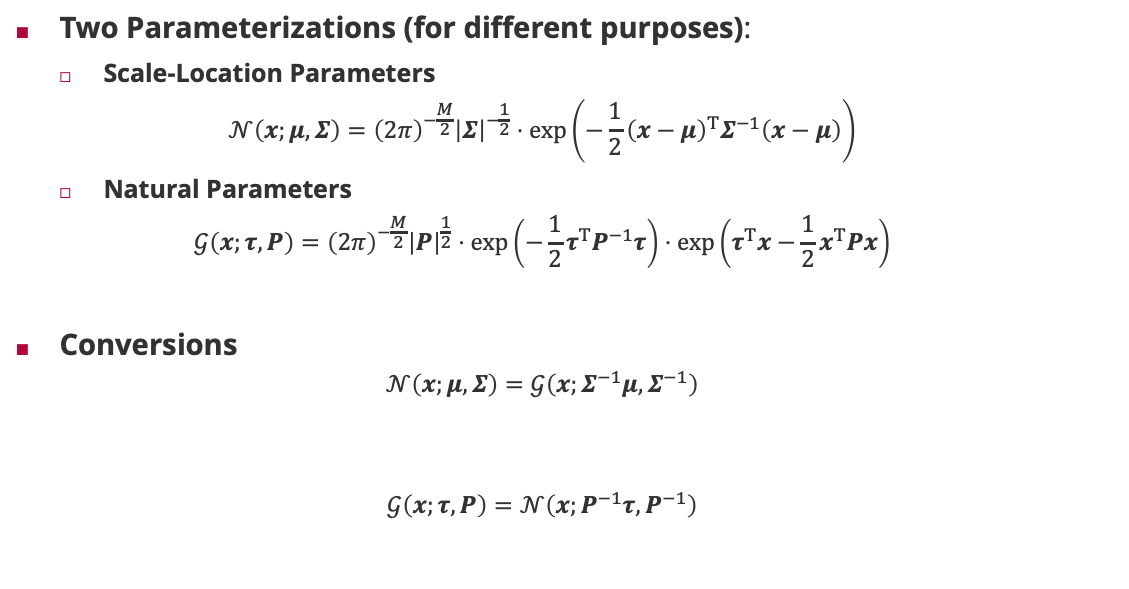 Two Parameterizations (for different purposes):
Scale-Location Parameters
𝒩(x; μ, Σ) = (2π)^{-M/2} |Σ|^{-1/2} · exp(−1/2 (x − μ)^T Σ^{−1} (x − μ))
Natural Parameters
𝒢(x; τ, P) = (2π)^{-M/2} |P|^{1/2} · exp(−1/2 τ^T P^{−1} τ) · exp(τ^T x − 1/2 x^T P x)
Conversions
𝒩(x; μ, Σ) = 𝒢(x; Σ^{−1}μ, Σ^{−1})
𝒢(x; τ, P) = 𝒩(x; P^{−1}τ, P^{−1})